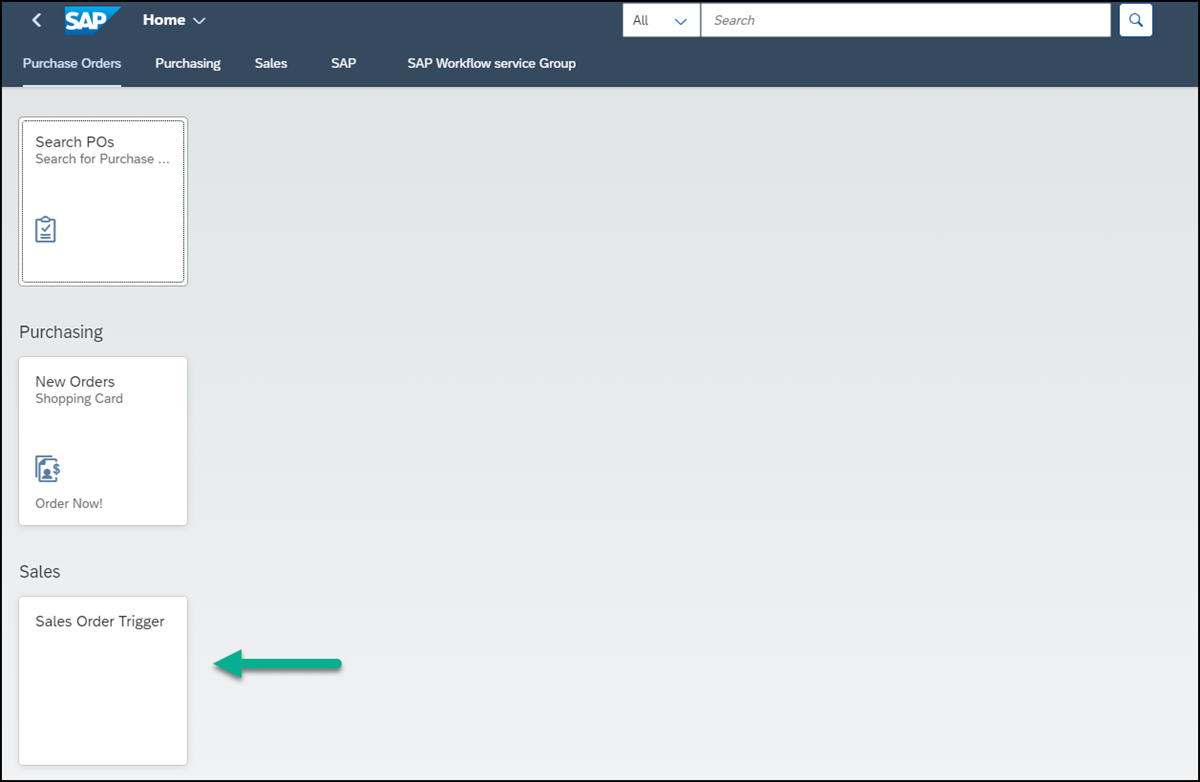 SAP Home
All Search
Purchase Orders Purchasing Sales SAP SAP Workflow service Group
Search POs
Search for Purchase ...
Purchasing
New Orders
Shopping Card
$
Order Now!
Sales
Sales Order Trigger